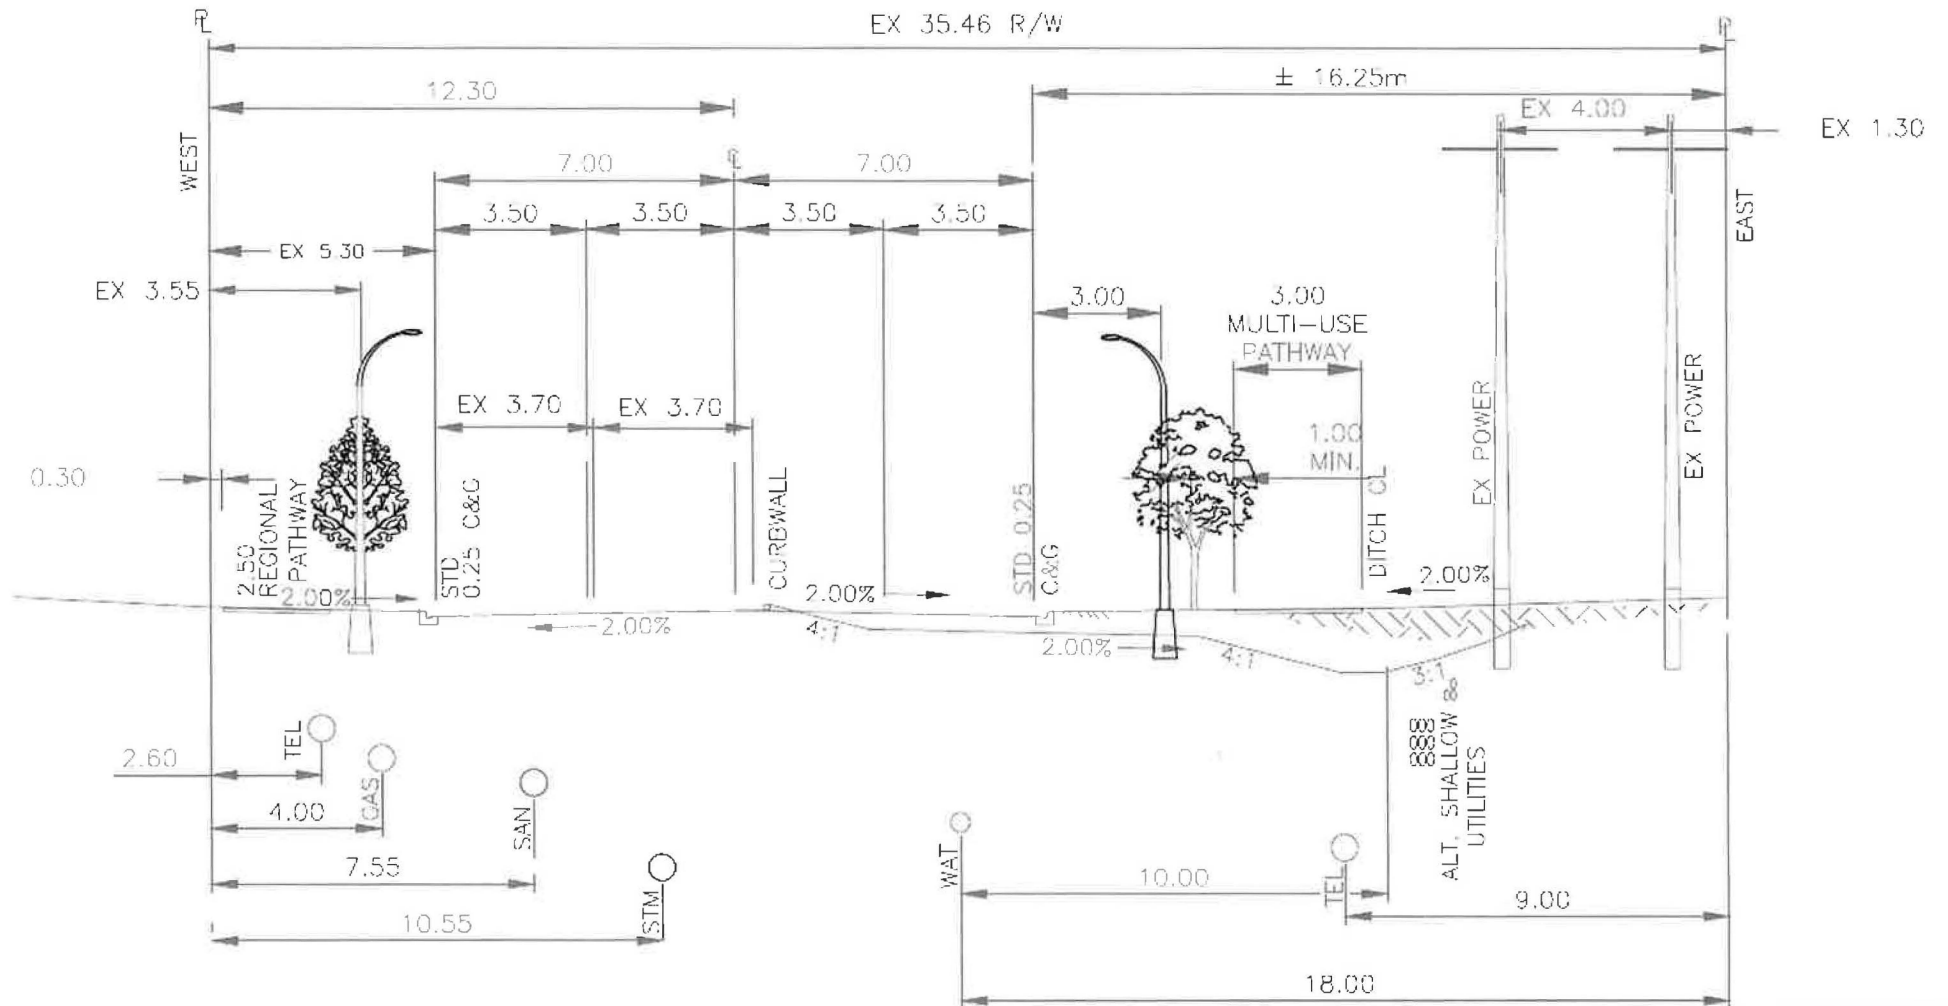 PL
EX 35.46 R/W
PL
12.30
± 16.25m
EX 4.00
EX 1.30
WEST
7.00
PL
7.00
EAST
3.50
3.50
3.50
3.50
EX 5.30
EX 3.55
3.00
3.00
MULTI-USE
PATHWAY
EX 3.70
EX 3.70
1.00
MIN.
0.30
2.50
REGIONAL
PATHWAY
STD
0.25 C&G
CURBWALL
STD 0.25
C&G
DITCH CL
EX POWER
EX POWER
2.00%
2.00%
2.00%
2.00%
4:1
2.00%
4:1
3:1
TEL
2.60
GAS
4.00
SAN
7.55
STM
10.55
WAT
10.00
TEL
ALT. SHALLOW
UTILITIES
9.00
18.00